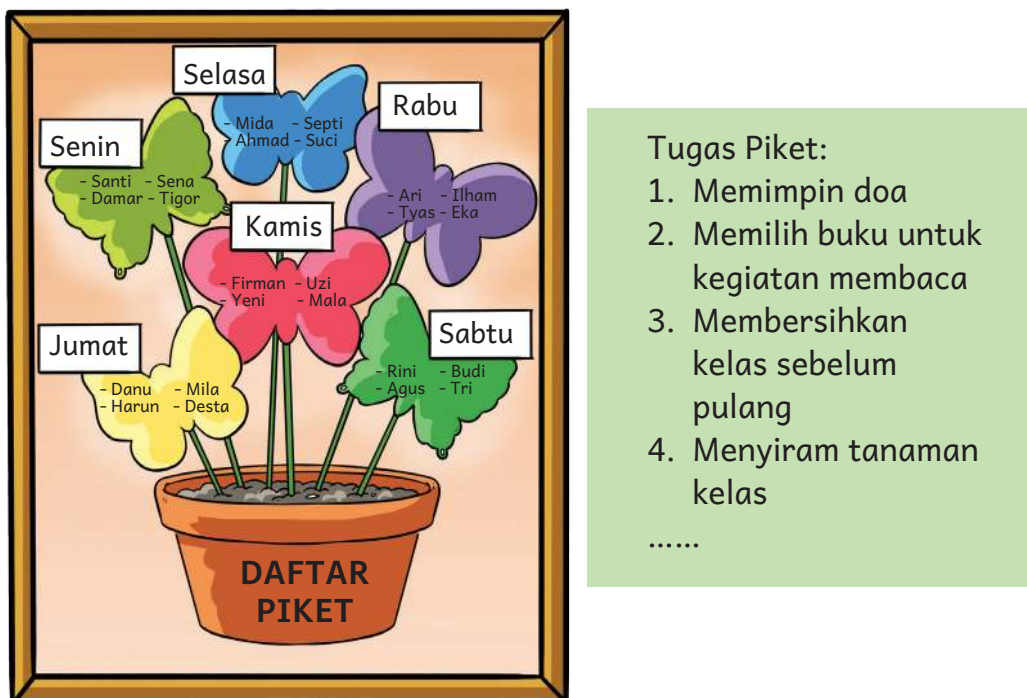 Selasa
- Mida - Septi
- Ahmad - Suci
Rabu
- Ari - Ilham
- Tyas - Eka
Senin
- Santi - Sena
- Damar - Tigor
Kamis
- Firman - Uzi
- Yeni - Mala
Jumat
- Danu - Mila
- Harun - Desta
Sabtu
- Rini - Budi
- Agus - Tri
DAFTAR
PIKET
Tugas Piket:
1. Memimpin doa
2. Memilih buku untuk
kegiatan membaca
3. Membersihkan
kelas sebelum
pulang
4. Menyiram tanaman
kelas
......